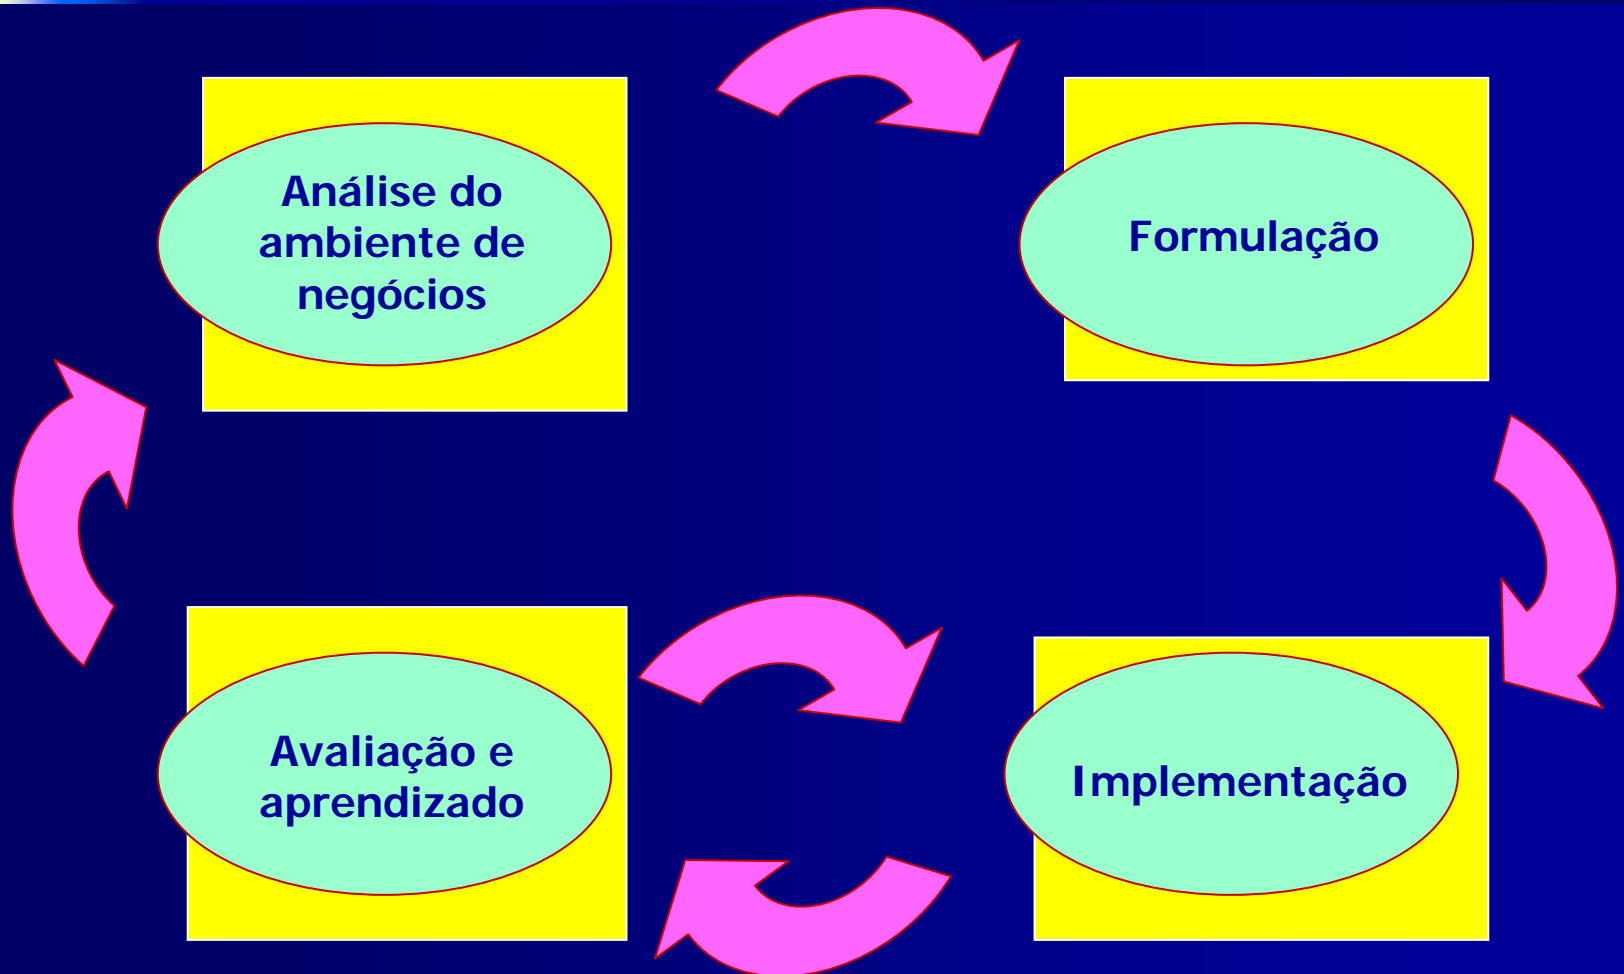 Análise do
ambiente de
negócios
Formulação
Avaliação e
aprendizado
Implementação